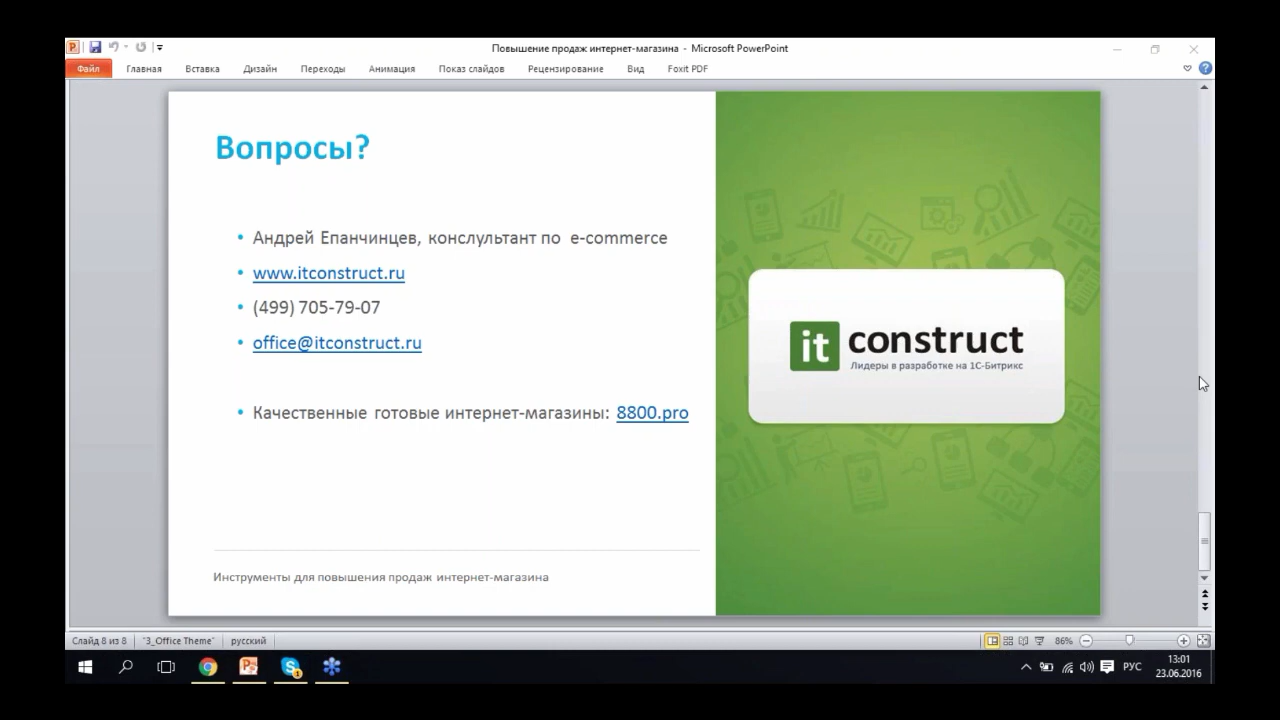 Повышение продаж интернет-магазина - Microsoft PowerPoint
Файл Главная Вставка Дизайн Переходы Анимация Показ слайдов Рецензирование Вид Foxit PDF
Вопросы?
• Андрей Епанчинцев, конслультант по e-commerce
• www.itconstruct.ru
• (499) 705-79-07
• office@itconstruct.ru
• Качественные готовые интернет-магазины: 8800.pro
it construct
Лидеры в разработке на 1С-Битрикс
Инструменты для повышения продаж интернет-магазина
Слайд 8 из 8 "3_Office Theme" русский 86%
РУС
13:01
23.06.2016